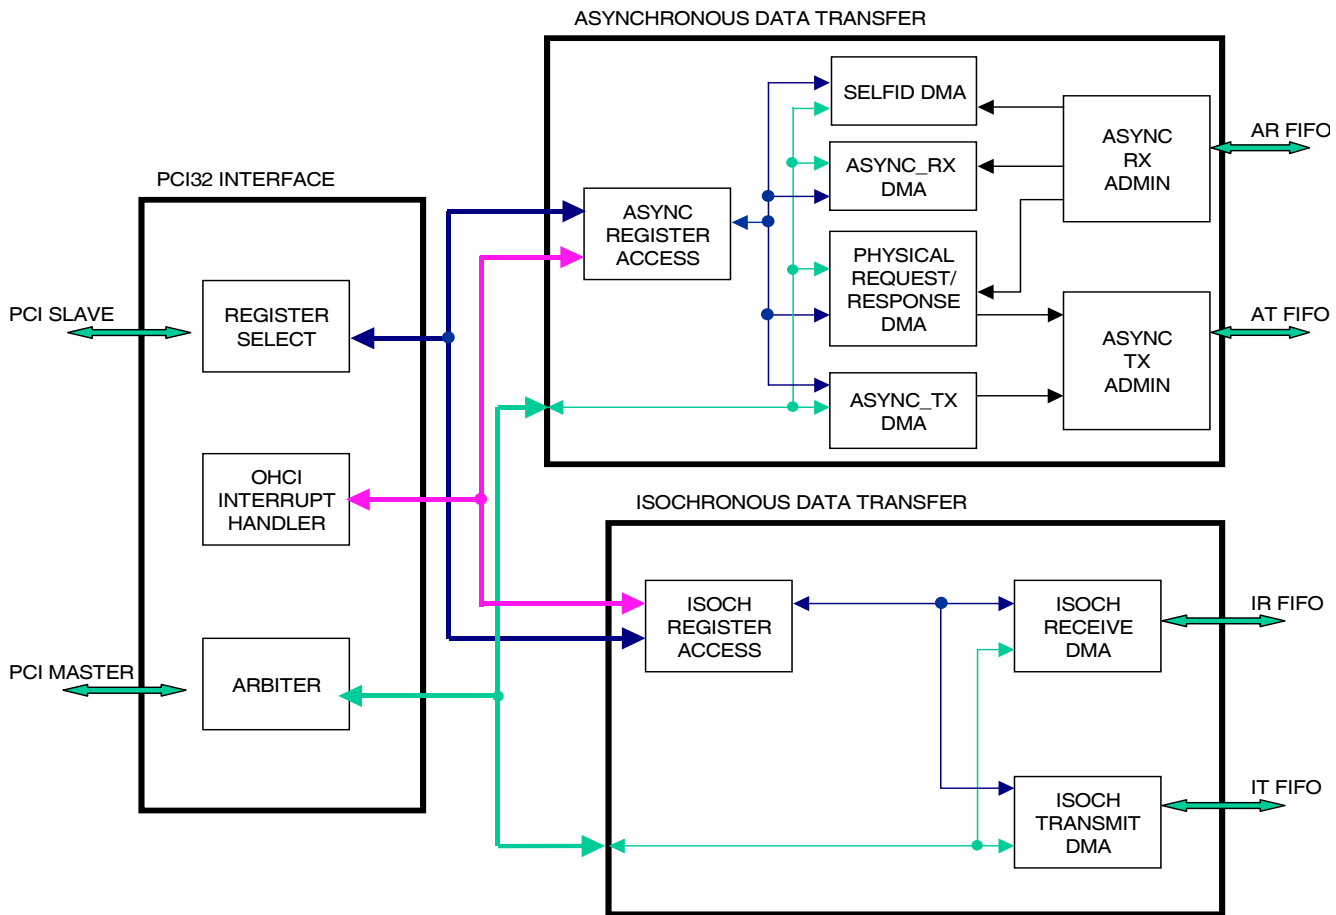 ASYNCHRONOUS DATA TRANSFER
SELFID DMA
ASYNC
RX
ADMIN
AR FIFO
ASYNC_RX
DMA
PCI32 INTERFACE
ASYNC
REGISTER
ACCESS
PHYSICAL
REQUEST/
RESPONSE
DMA
PCI SLAVE
REGISTER
SELECT
ASYNC
TX
ADMIN
AT FIFO
ASYNC_TX
DMA
OHCI
INTERRUPT
HANDLER
ISOCHRONOUS DATA TRANSFER
ISOCH
REGISTER
ACCESS
ISOCH
RECEIVE
DMA
IR FIFO
PCI MASTER
ARBITER
ISOCH
TRANSMIT
DMA
IT FIFO